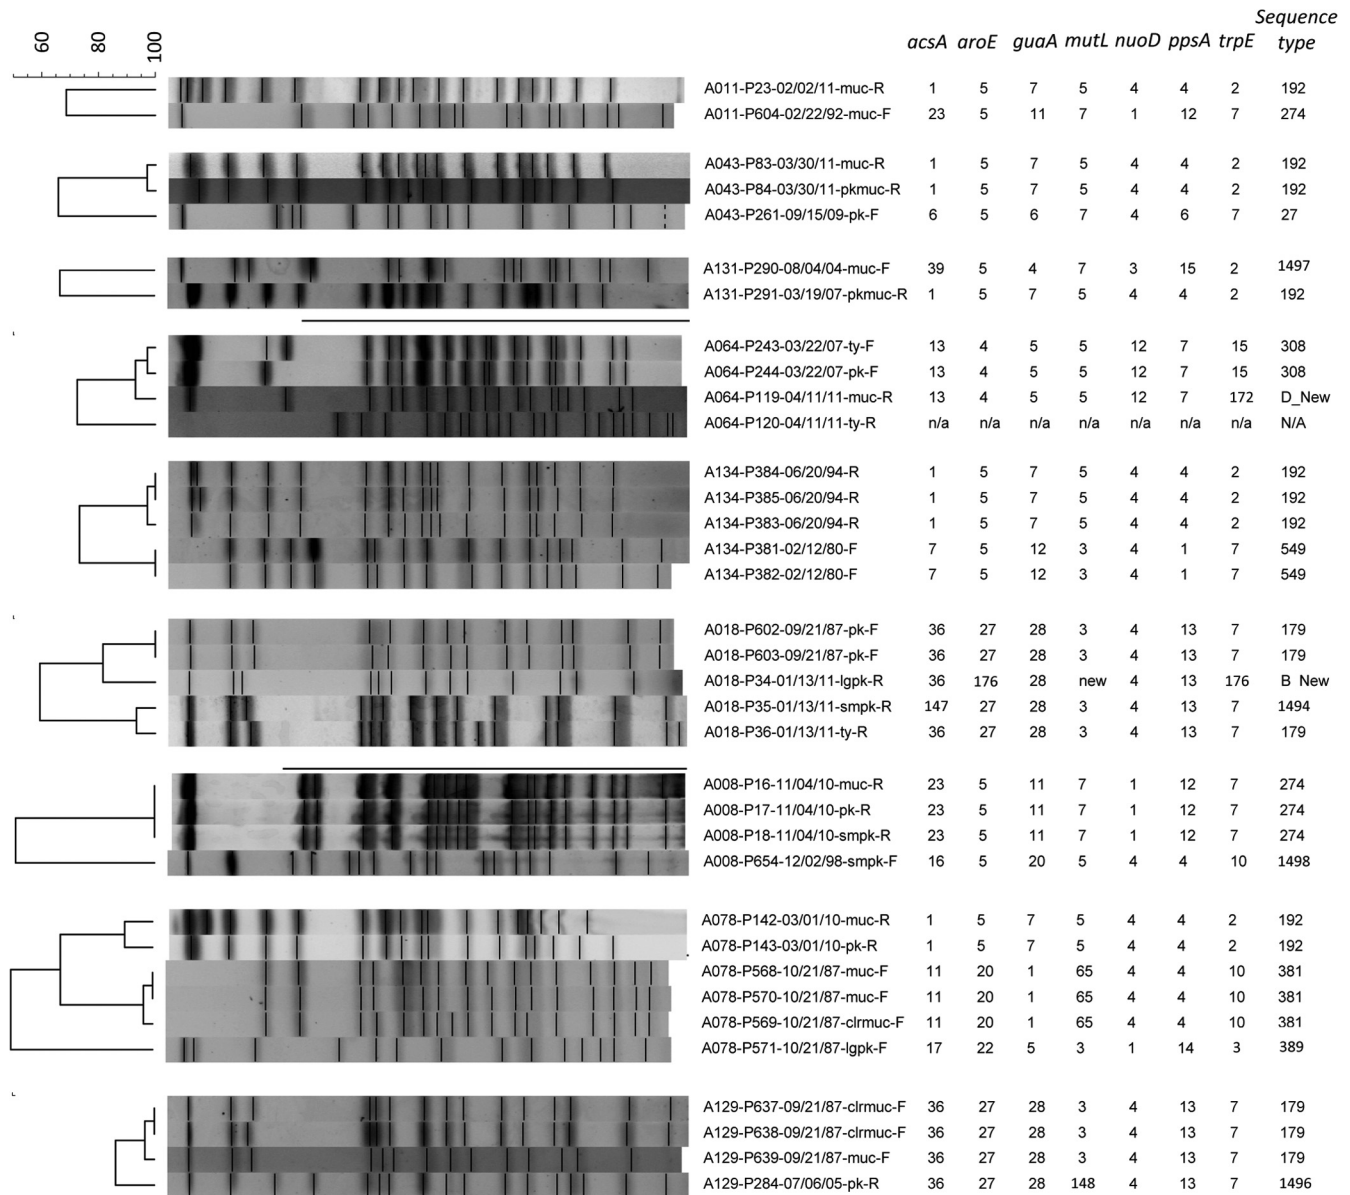 Sequence
60 80 100 acsA aroE guaA mutL nuoD ppsA trpE type
A011-P23-02/02/11-muc-R 1 5 7 5 4 4 2 192
A011-P604-02/22/92-muc-F 23 5 11 7 1 12 7 274
A043-P83-03/30/11-muc-R 1 5 7 5 4 4 2 192
A043-P84-03/30/11-pkmuc-R 1 5 7 5 4 4 2 192
A043-P261-09/15/09-pk-F 6 5 6 7 4 6 7 27
A131-P290-08/04/04-muc-F 39 5 4 7 3 15 2 1497
A131-P291-03/19/07-pkmuc-R 1 5 7 5 4 4 2 192
A064-P243-03/22/07-ty-F 13 4 5 5 12 7 15 308
A064-P244-03/22/07-pk-F 13 4 5 5 12 7 15 308
A064-P119-04/11/11-muc-R 13 4 5 5 12 7 172 D_New
A064-P120-04/11/11-ty-R n/a n/a n/a n/a n/a n/a n/a N/A
A134-P384-06/20/94-R 1 5 7 5 4 4 2 192
A134-P385-06/20/94-R 1 5 7 5 4 4 2 192
A134-P383-06/20/94-R 1 5 7 5 4 4 2 192
A134-P381-02/12/80-F 7 5 12 3 4 1 7 549
A134-P382-02/12/80-F 7 5 12 3 4 1 7 549
A018-P602-09/21/87-pk-F 36 27 28 3 4 13 7 179
A018-P603-09/21/87-pk-F 36 27 28 3 4 13 7 179
A018-P34-01/13/11-lgpk-R 36 176 28 new 4 13 176 B New
A018-P35-01/13/11-smpk-R 147 27 28 3 4 13 7 1494
A018-P36-01/13/11-ty-R 36 27 28 3 4 13 7 179
A008-P16-11/04/10-muc-R 23 5 11 7 1 12 7 274
A008-P17-11/04/10-pk-R 23 5 11 7 1 12 7 274
A008-P18-11/04/10-smpk-R 23 5 11 7 1 12 7 274
A008-P654-12/02/98-smpk-F 16 5 20 5 4 4 10 1498
A078-P142-03/01/10-muc-R 1 5 7 5 4 4 2 192
A078-P143-03/01/10-pk-R 1 5 7 5 4 4 2 192
A078-P568-10/21/87-muc-F 11 20 1 65 4 4 10 381
A078-P570-10/21/87-muc-F 11 20 1 65 4 4 10 381
A078-P569-10/21/87-clrmuc-F 11 20 1 65 4 4 10 381
A078-P571-10/21/87-lgpk-F 17 22 5 3 1 14 3 389
A129-P637-09/21/87-clrmuc-F 36 27 28 3 4 13 7 179
A129-P638-09/21/87-clrmuc-F 36 27 28 3 4 13 7 179
A129-P639-09/21/87-muc-F 36 27 28 3 4 13 7 179
A129-P284-07/06/05-pk-R 36 27 28 148 4 13 7 1496